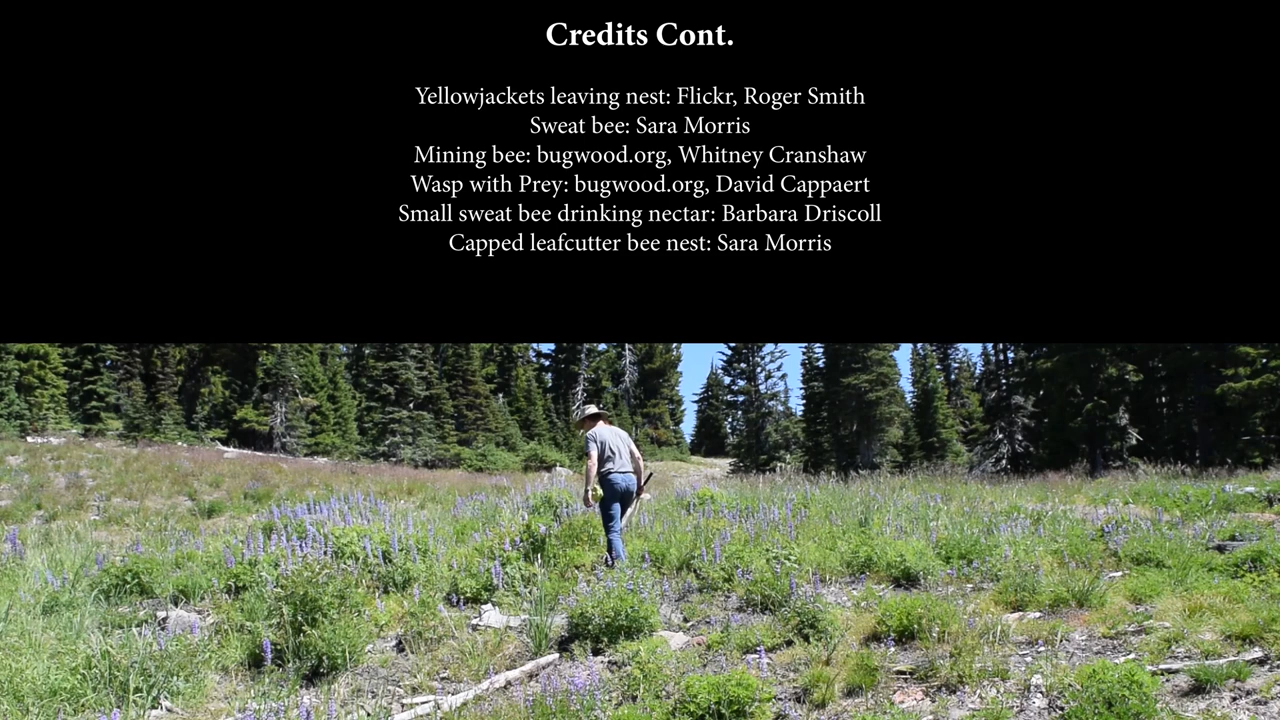 Credits Cont.
Yellowjackets leaving nest: Flickr, Roger Smith
Sweat bee: Sara Morris
Mining bee: bugwood.org, Whitney Cranshaw
Wasp with Prey: bugwood.org, David Cappaert
Small sweat bee drinking nectar: Barbara Driscoll
Capped leafcutter bee nest: Sara Morris